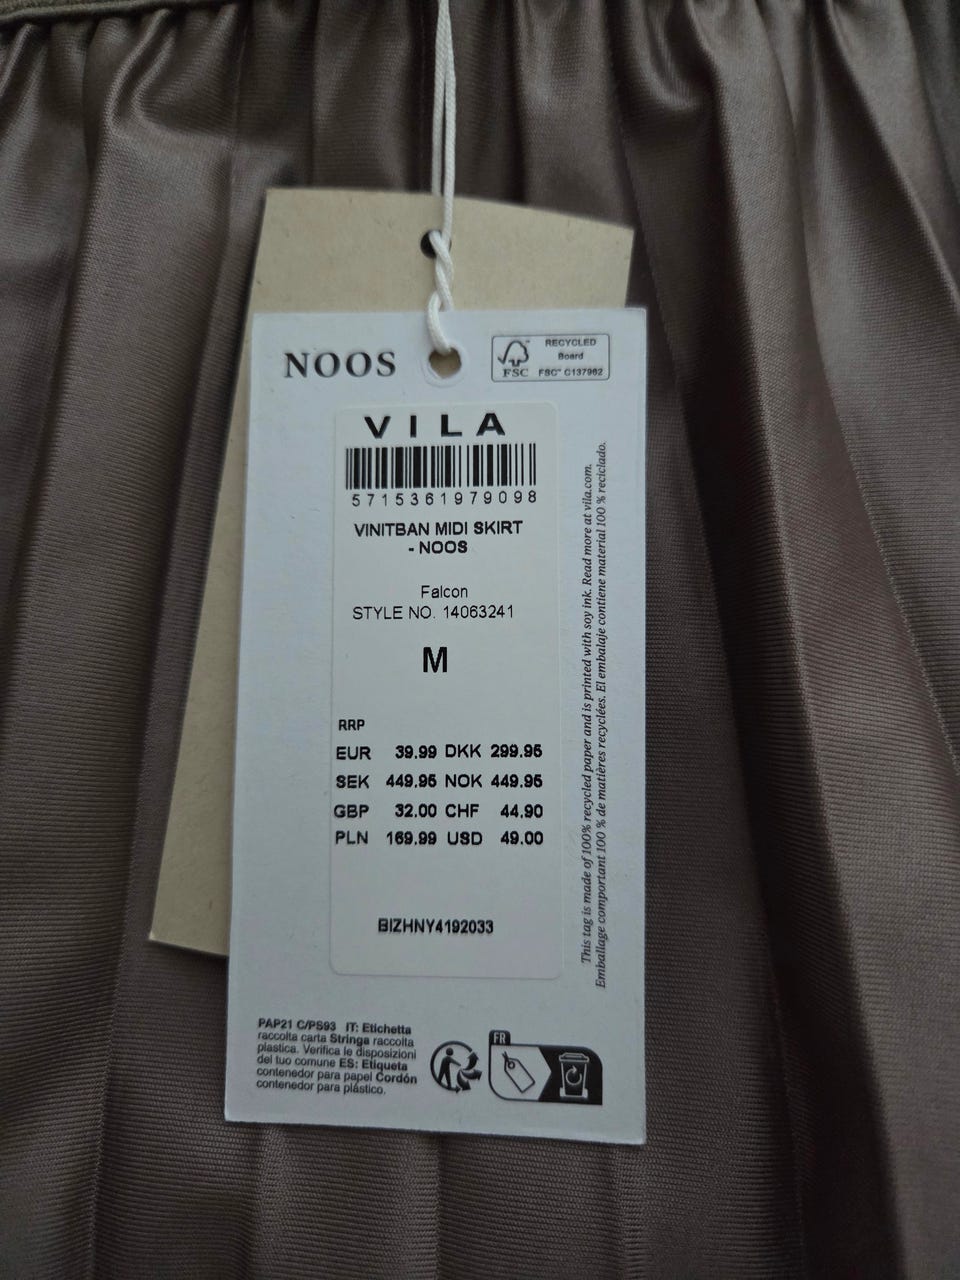 NOOS
FSC
RECYCLED
Board
FSC™ C137962
VILA
5715361979098
VINITBAN MIDI SKIRT
- NOOS
Falcon
STYLE NO. 14063241
M
RRP
EUR 39.99 DKK 299.95
SEK 449.95 NOK 449.95
GBP 32.00 CHF 44.90
PLN 169.99 USD 49.00
BIZHNY4192033
This tag is made of 100% recycled paper and is printed with soy ink. Read more at vila.com.
Emballage comportant 100 % de matières recyclées. El embalaje contiene material 100 % reciclado.
PAP21 C/PS93 IT: Etichetta
raccolta carta Stringa raccolta
plastica. Verifica le disposizioni
del tuo comune ES: Etiqueta
contenedor para papel Cordón
contenedor para plástico.
FR